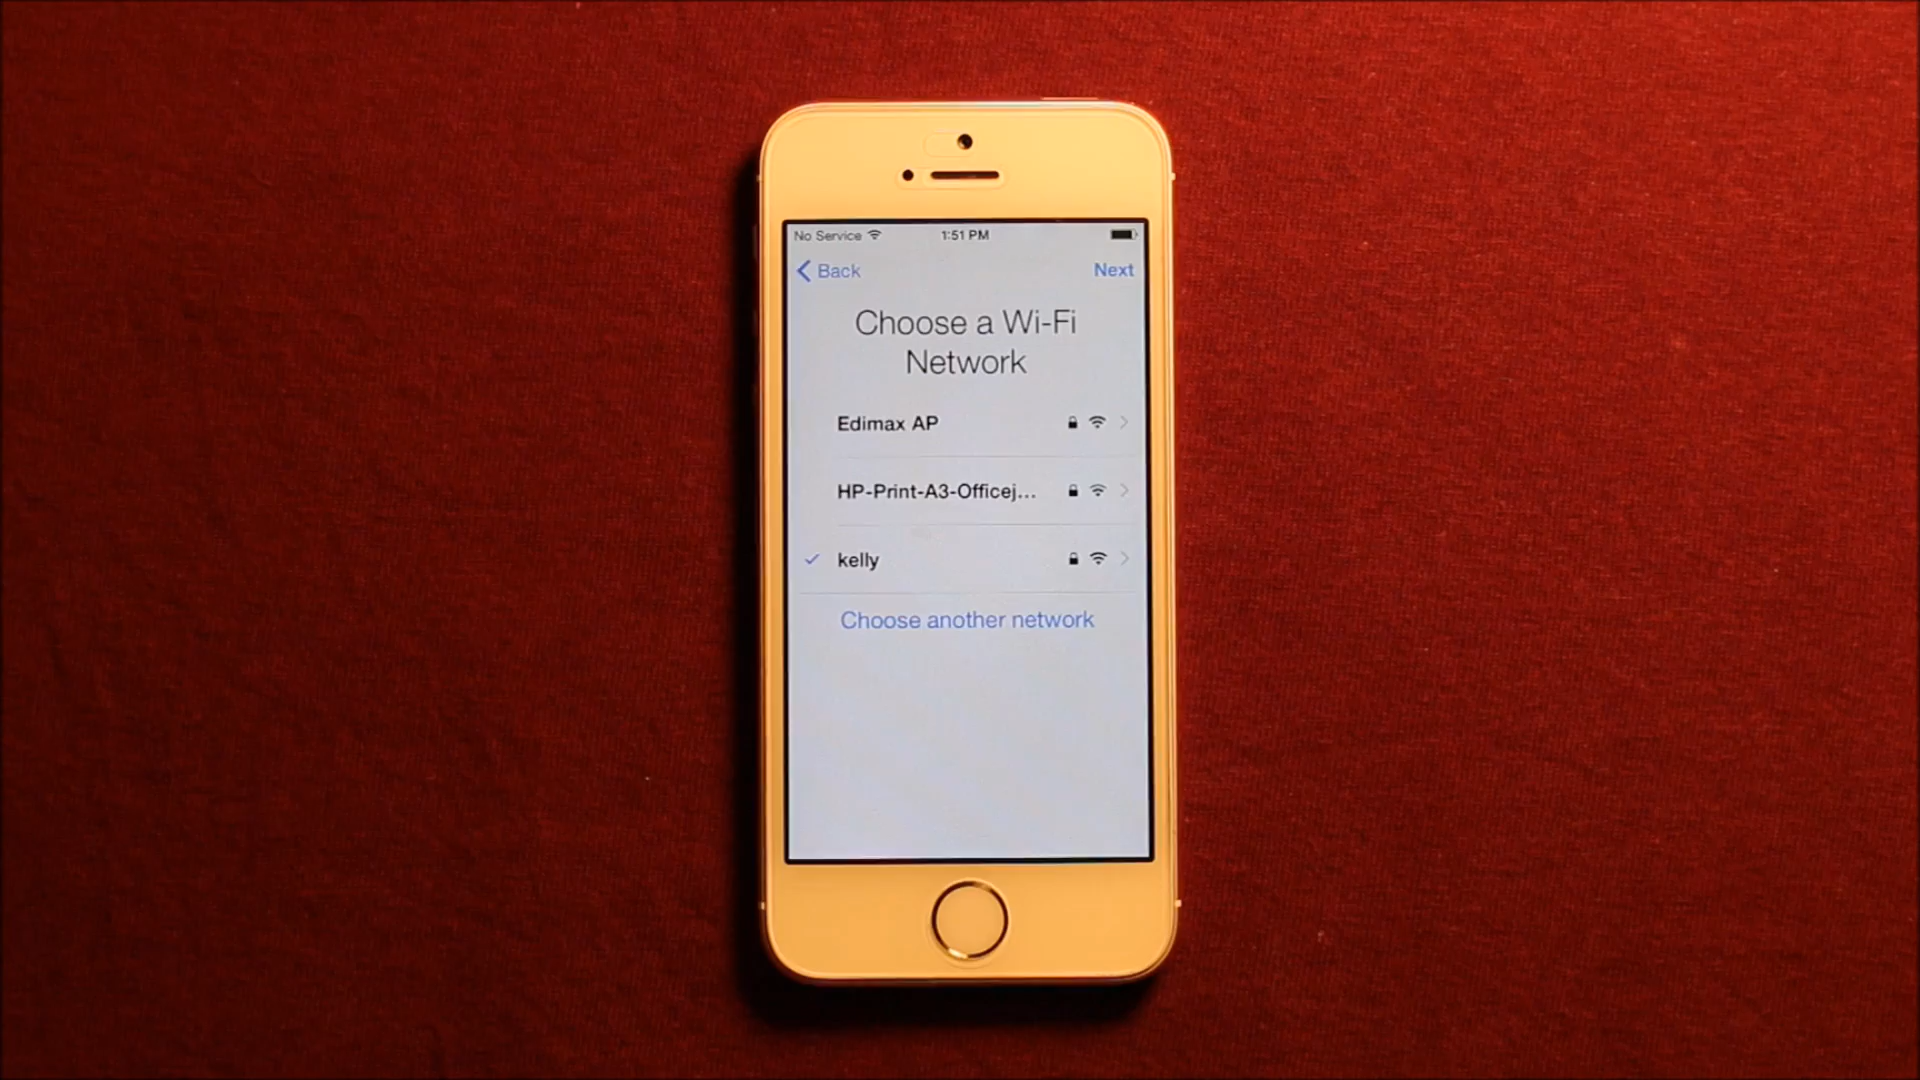 No Service 1:51 PM
Back Next
Choose a Wi-Fi
Network
Edimax AP
HP-Print-A3-Officej...
kelly
Choose another network